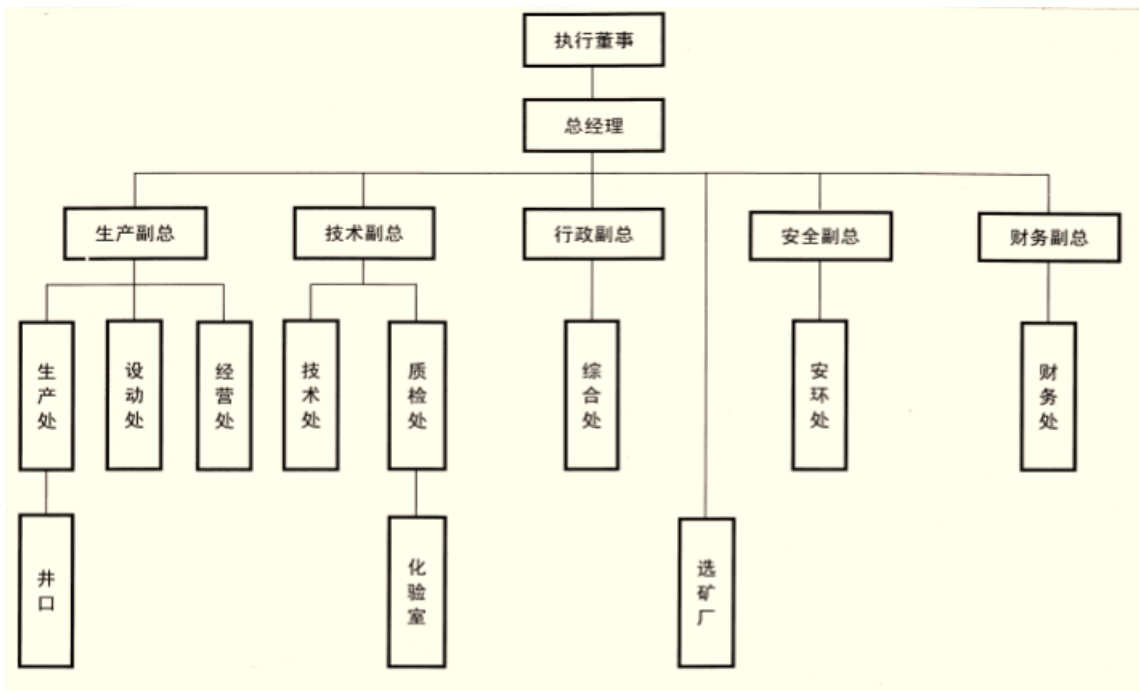 执行董事
总经理
生产副总
技术副总
行政副总
安全副总
财务副总
生产处
设动处
经营处
技术处
质检处
综合处
安环处
财务处
井口
化验室
选矿厂